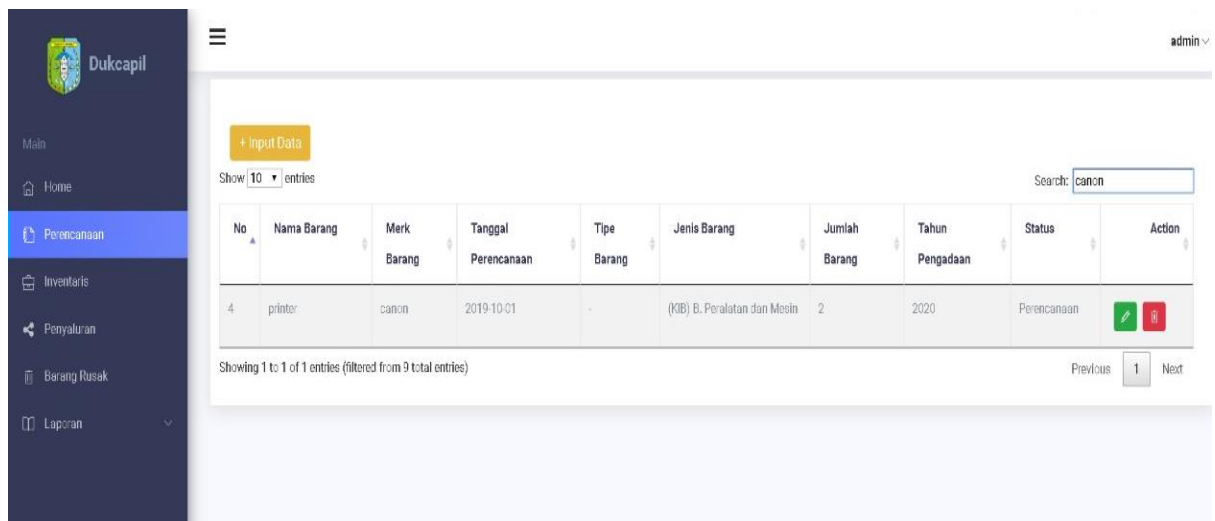 Dukcapil
admin
Main
Home
Perencanaan
Inventaris
Penyaluran
Barang Rusak
Laporan
+ Input Data
Show 10 entries
Search: canon
No Nama Barang Merk Barang Tanggal Perencanaan Tipe Barang Jenis Barang Jumlah Barang Tahun Pengadaan Status Action
4 printer canon 2019-10-01 - (KIB) B. Peralatan dan Mesin 2 2020 Perencanaan
Showing 1 to 1 of 1 entries (filtered from 9 total entries)
Previous 1 Next